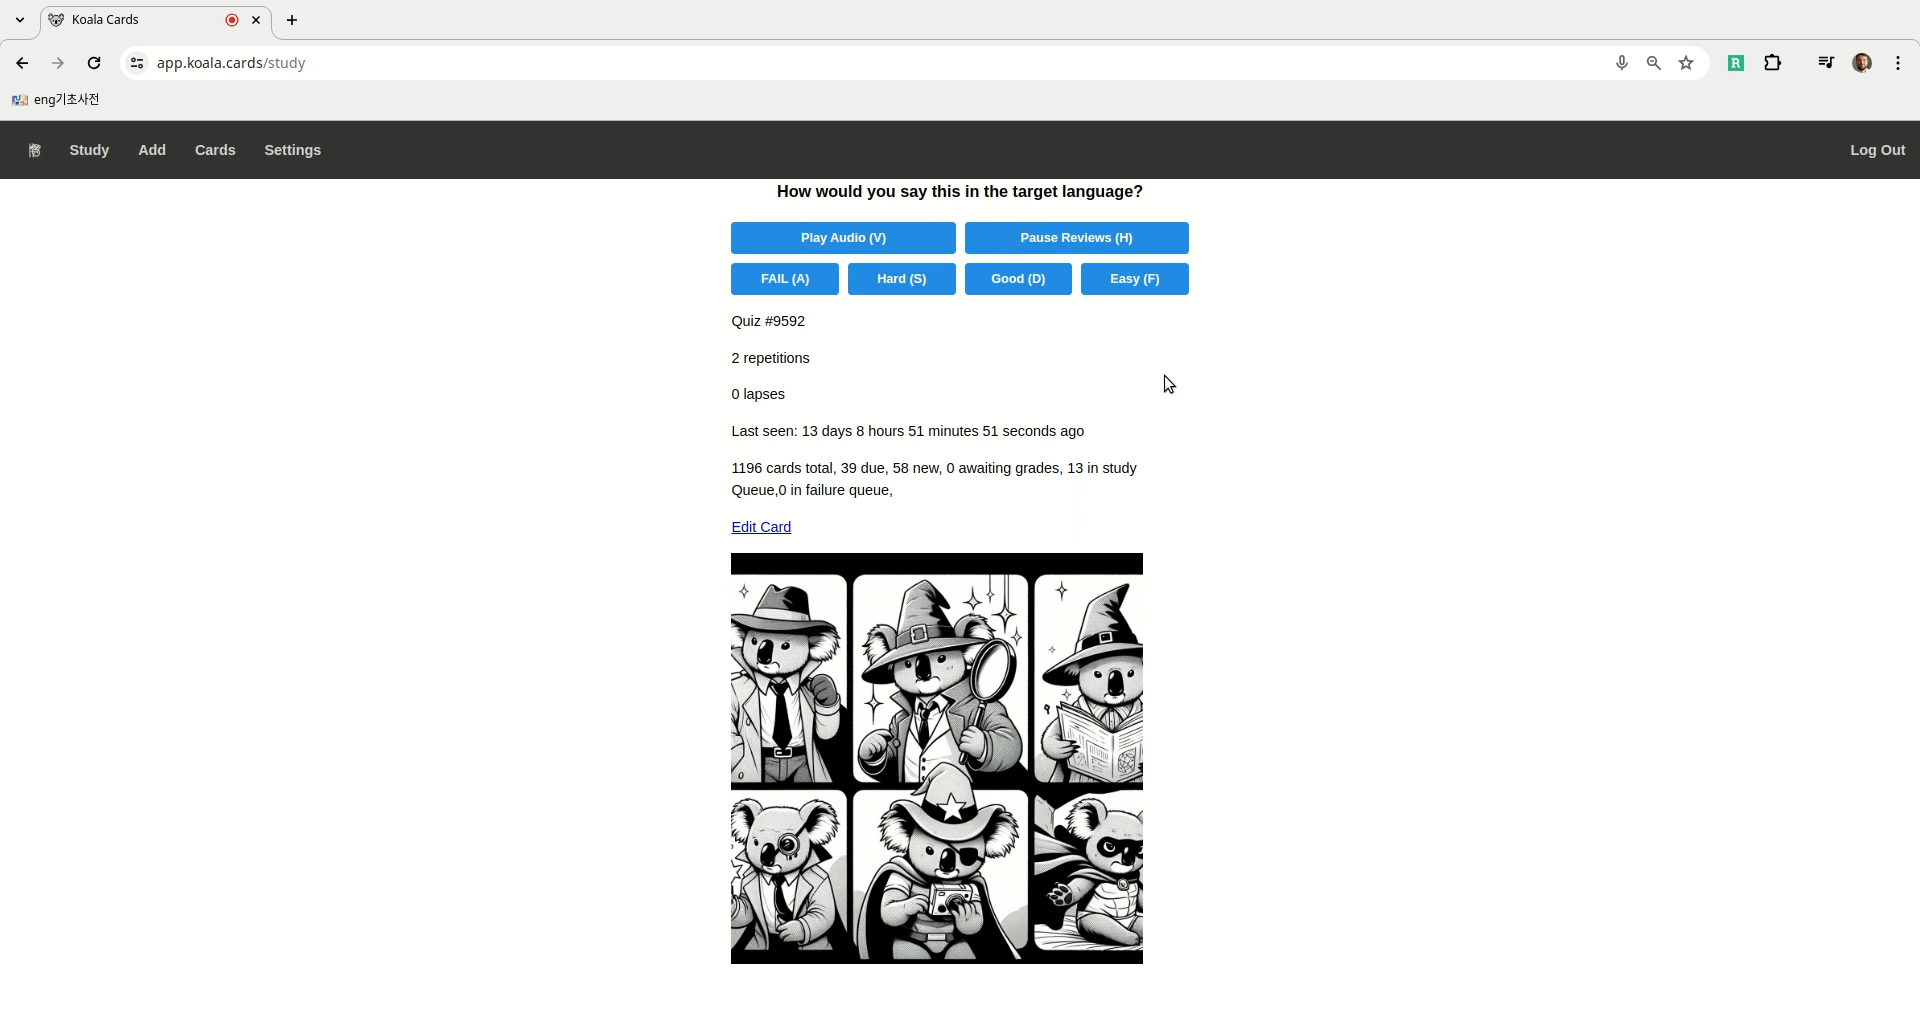 Koala Cards
app.koala.cards/study
eng기초사전
Study Add Cards Settings Log Out
How would you say this in the target language?
Play Audio (V) Pause Reviews (H)
FAIL (A) Hard (S) Good (D) Easy (F)
Quiz #9592
2 repetitions
0 lapses
Last seen: 13 days 8 hours 51 minutes 51 seconds ago
1196 cards total, 39 due, 58 new, 0 awaiting grades, 13 in study
Queue,0 in failure queue,
Edit Card